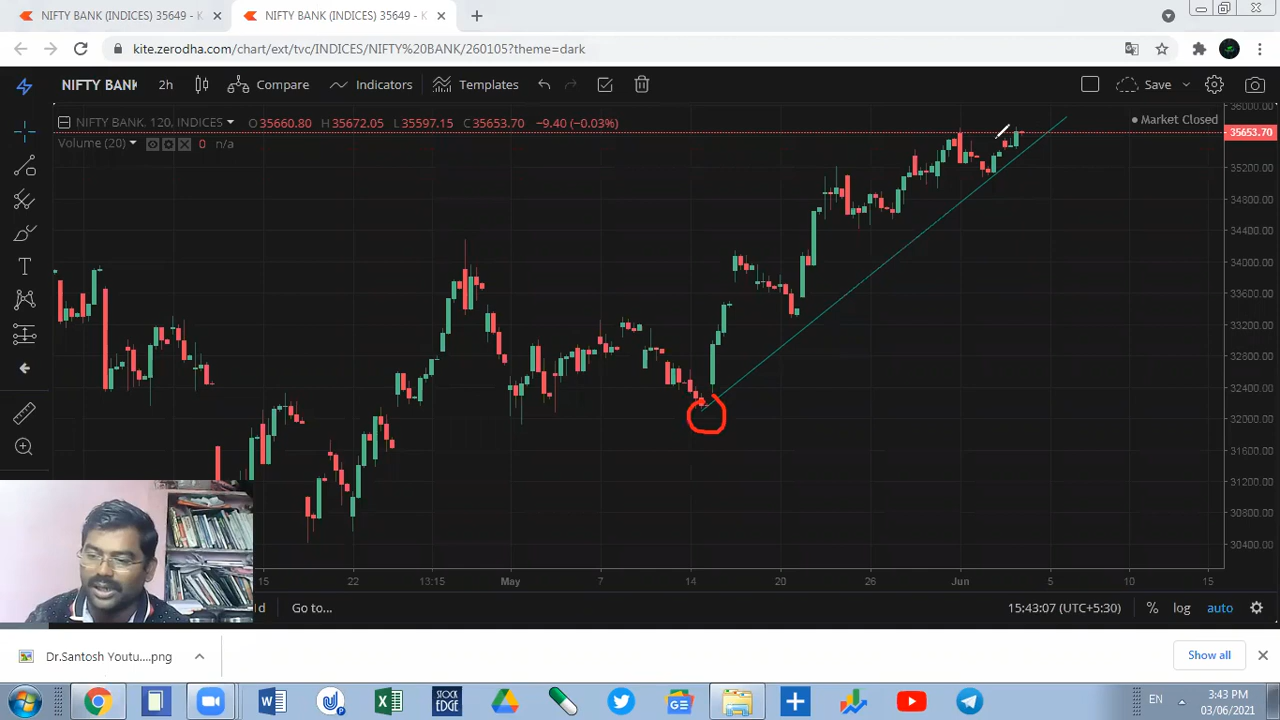 NIFTY BANK (INDICES) 35649 - K
NIFTY BANK (INDICES) 35649 - K
kite.zerodha.com/chart/ext/tvc/INDICES/NIFTY%20BANK/260105?theme=dark
NIFTY BANK 2h Compare Indicators Templates Save
NIFTY BANK, 120, INDICES O35660.80 H35672.05 L35597.15 C35653.70 −9.40 (−0.03%)
Market Closed
Volume (20) 0 n/a
36000.00
35653.70
35200.00
34800.00
34400.00
34000.00
33600.00
33200.00
32800.00
32400.00
32000.00
31600.00
31200.00
30800.00
30400.00
15 22 13:15 May 7 14 20 26 Jun 5 10 15
Go to... 15:43:07 (UTC+5:30) % log auto
Dr.Santosh Youtu....png
Show all
STOCK
EDGE
EN
3:43 PM
03/06/2021